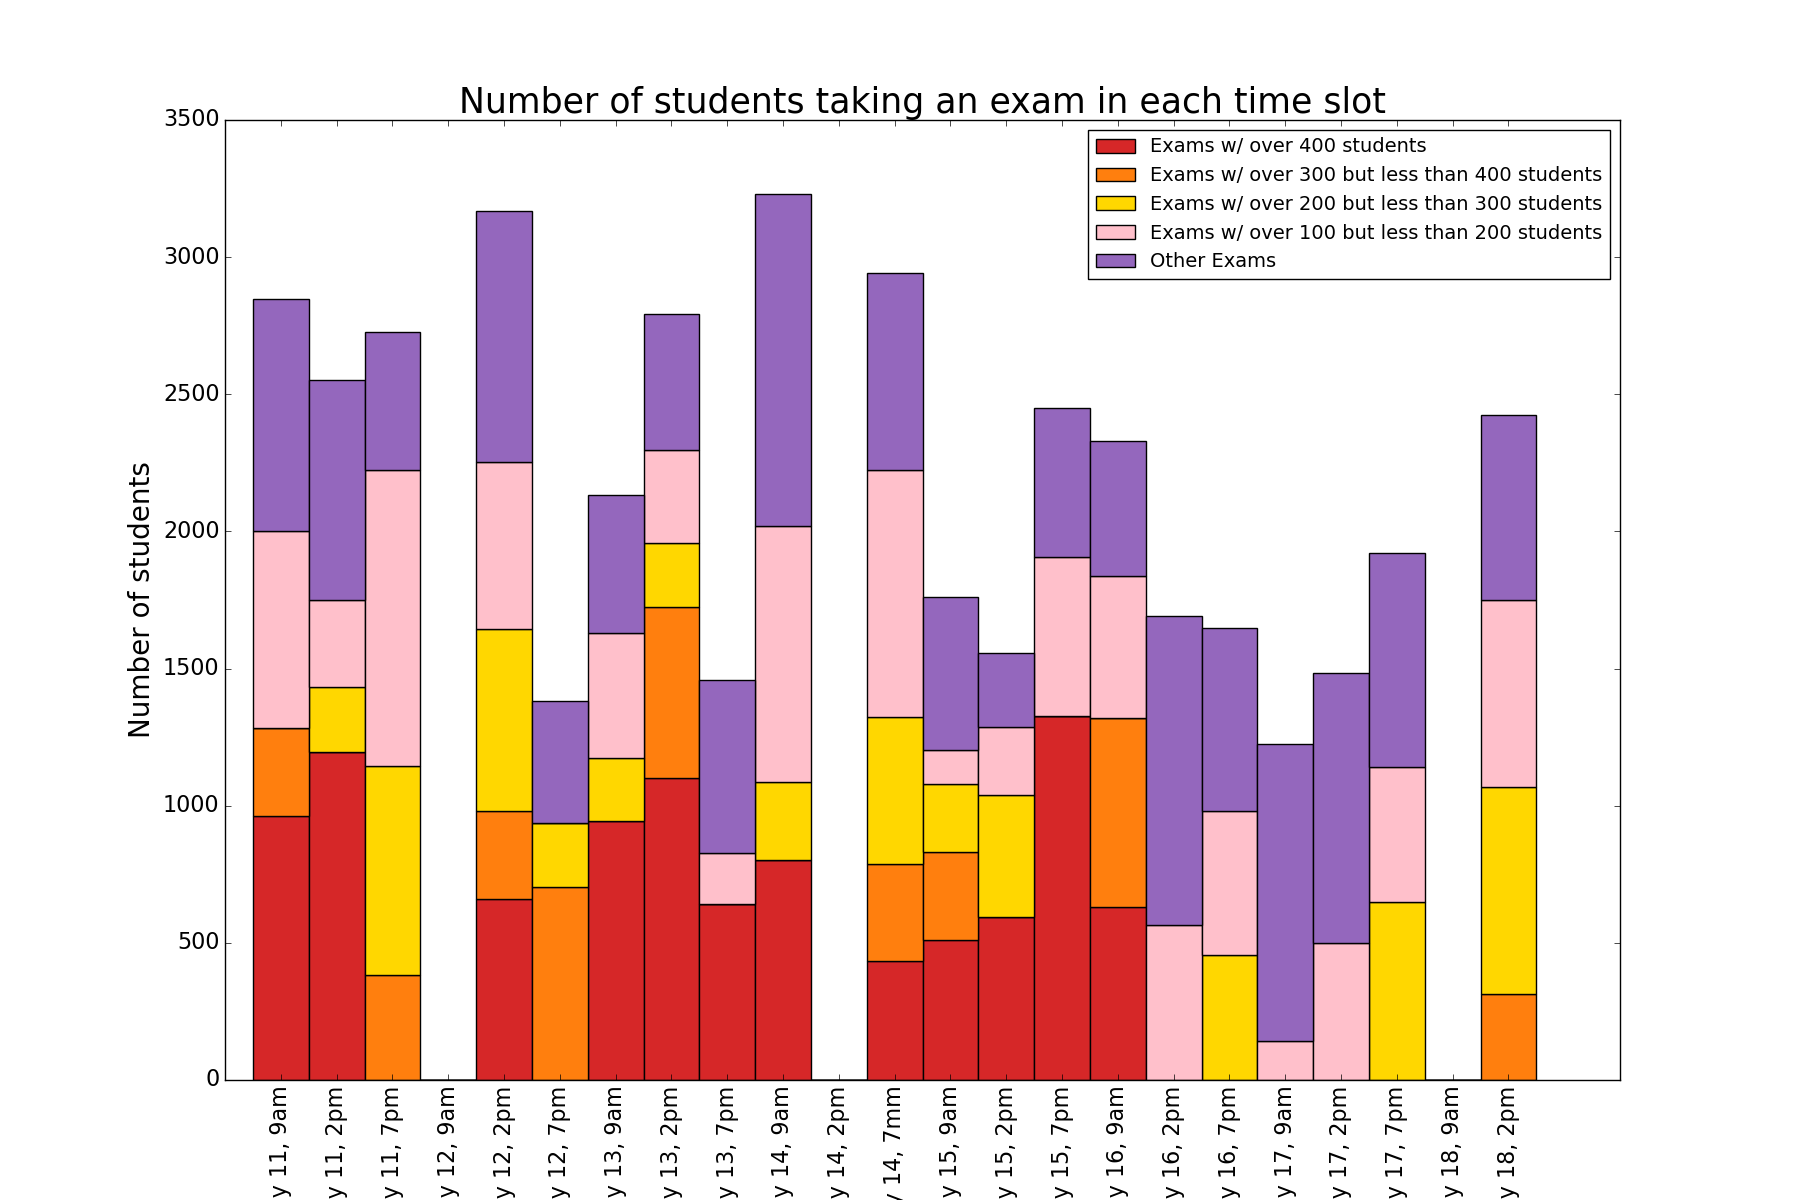 Number of students taking an exam in each time slot
Exams w/ over 400 students
Exams w/ over 300 but less than 400 students
Exams w/ over 200 but less than 300 students
Exams w/ over 100 but less than 200 students
Other Exams
Number of students
3500
3000
2500
2000
1500
1000
500
0
y 11, 9am
y 11, 2pm
y 11, 7pm
y 12, 9am
y 12, 2pm
y 12, 7pm
y 13, 9am
y 13, 2pm
y 13, 7pm
y 14, 9am
y 14, 2pm
y 14, 7mm
y 15, 9am
y 15, 2pm
y 15, 7pm
y 16, 9am
y 16, 2pm
y 16, 7pm
y 17, 9am
y 17, 2pm
y 17, 7pm
y 18, 9am
y 18, 2pm